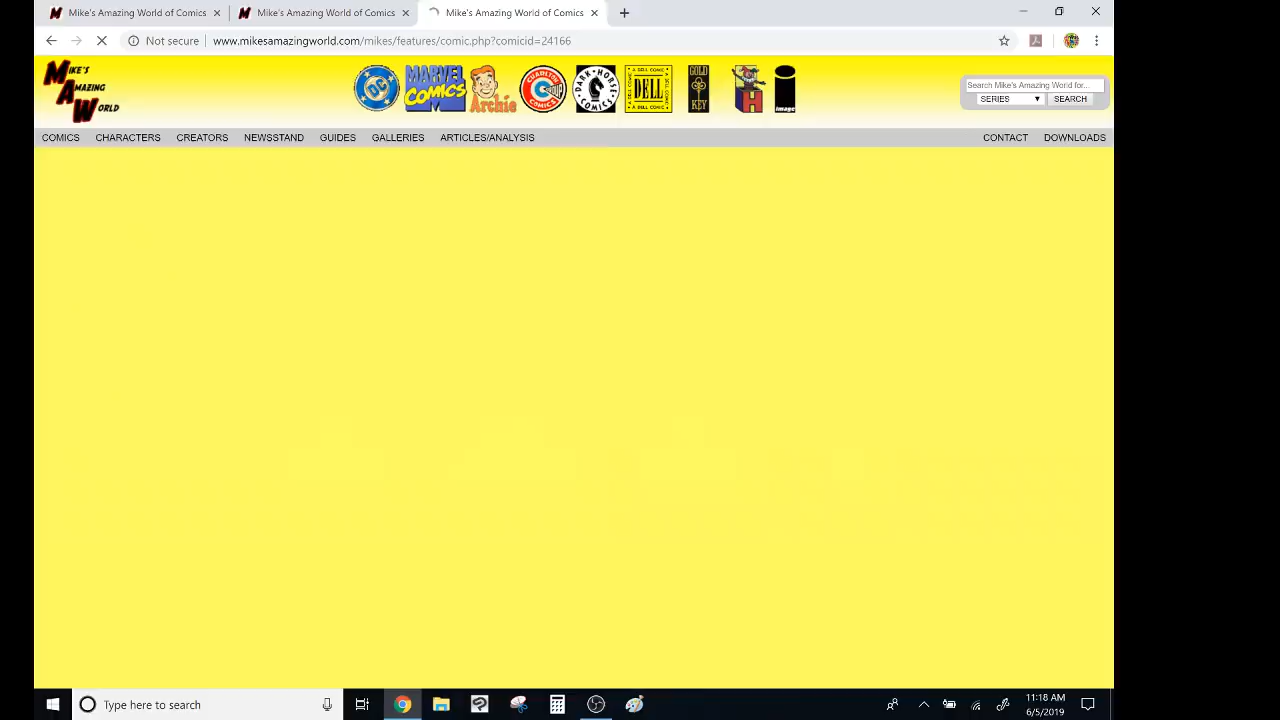 Mike's Amazing World of Comics
Mike's Amazing World of Comics
Mike's Amazing World of Comics
Not secure
www.mikesamazingworld.com/mikes/features/comic.php?comicid=24166
MIKE'S
AMAZING
WORLD
DC
MARVEL
COMICS
M
Archie
CHARLTON
COMICS
DARK HORSE
COMICS
A DELL COMIC
DELL
GOLD
KEY
H
image
Search Mike's Amazing World for...
SERIES
SEARCH
COMICS
CHARACTERS
CREATORS
NEWSSTAND
GUIDES
GALLERIES
ARTICLES/ANALYSIS
CONTACT
DOWNLOADS
Type here to search
11:18 AM
6/5/2019